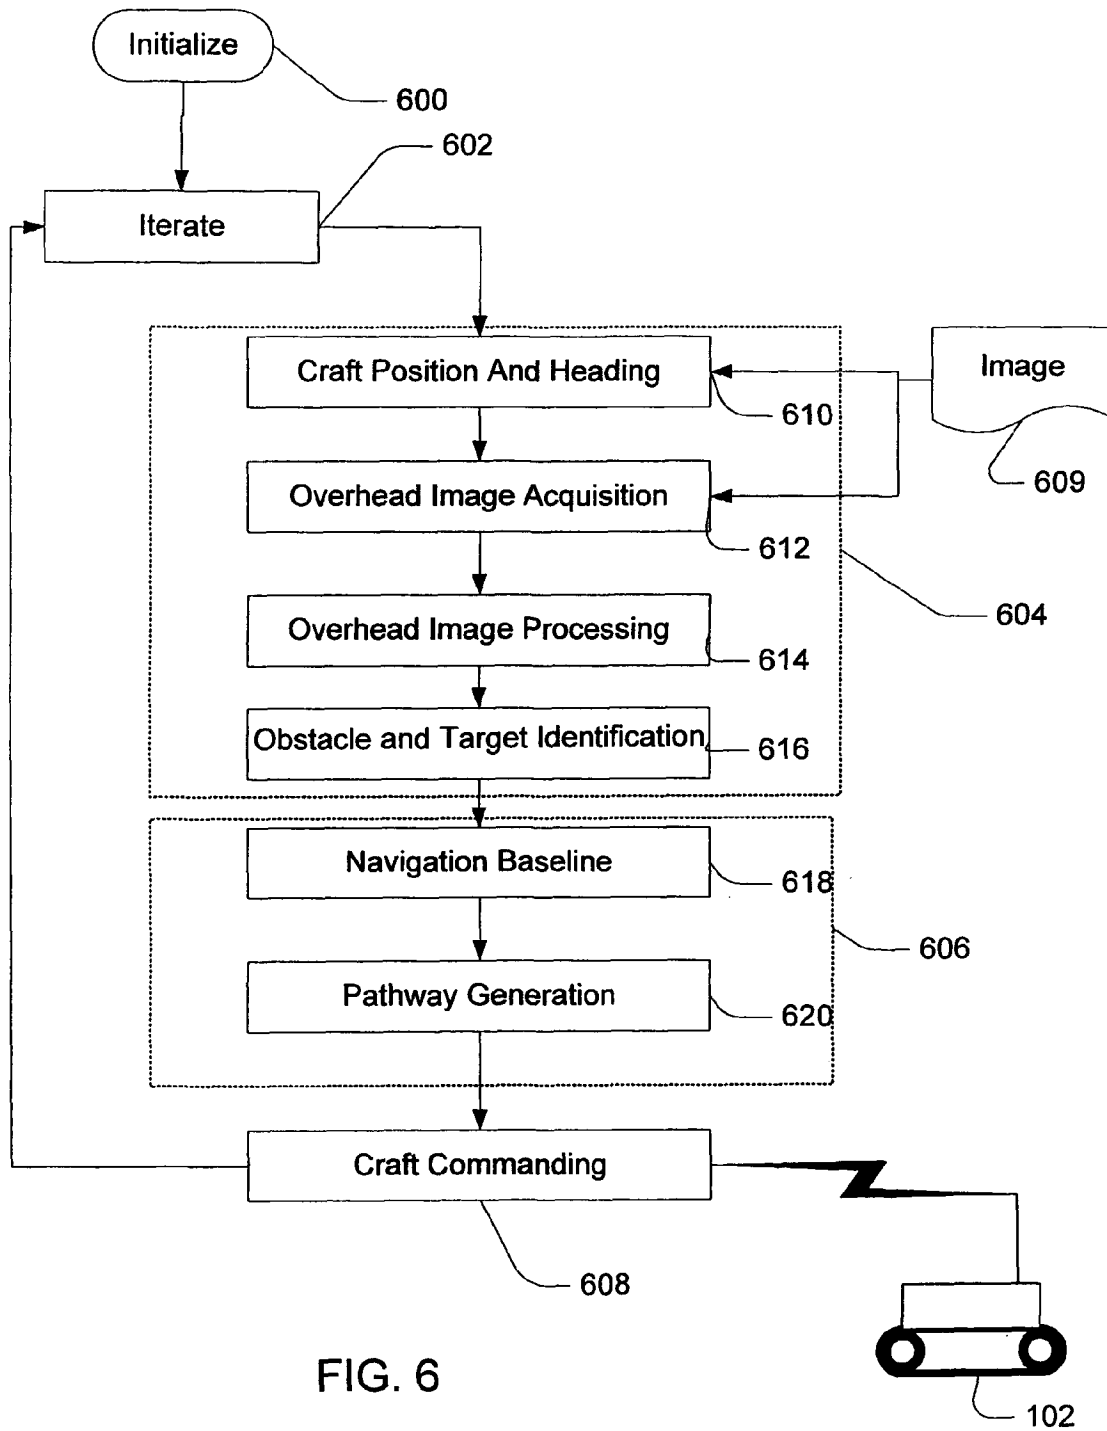 Initialize
600
602
Iterate
Craft Position And Heading
Image
610
609
Overhead Image Acquisition
612
604
Overhead Image Processing
614
Obstacle and Target Identification
616
Navigation Baseline
618
606
Pathway Generation
620
Craft Commanding
608
FIG. 6
102